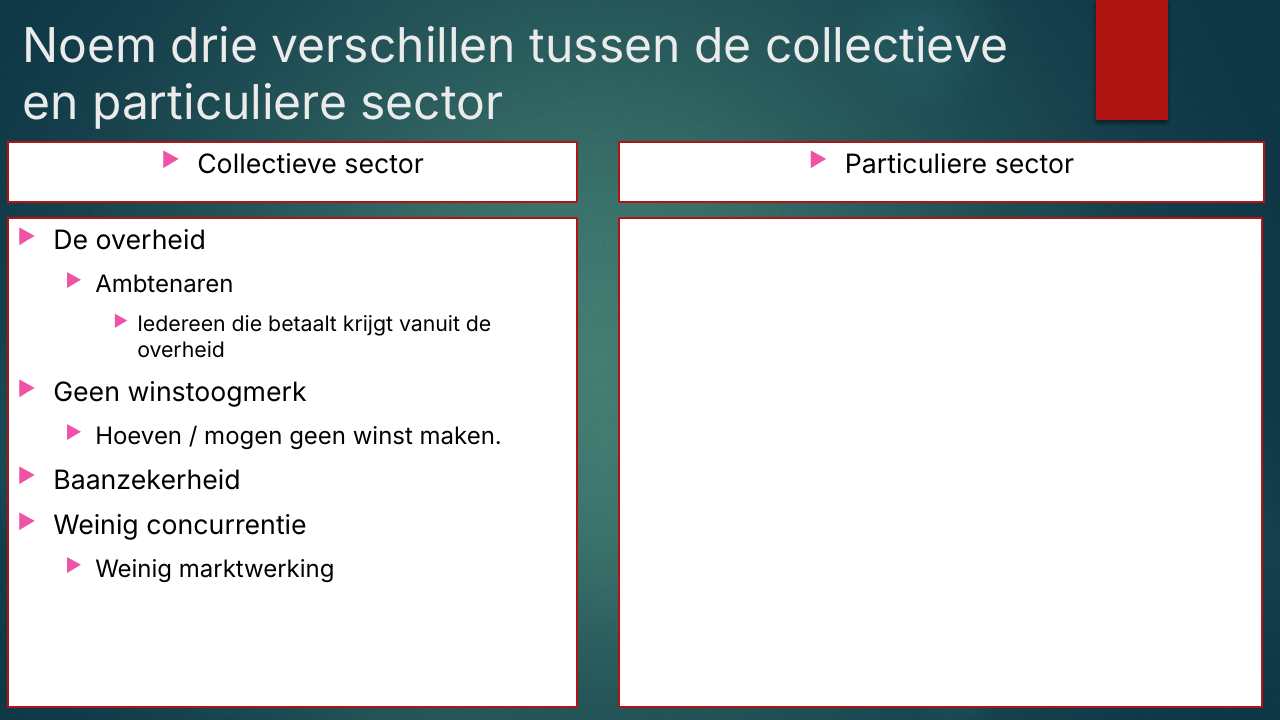 Noem drie verschillen tussen de collectieve
en particuliere sector
Collectieve sector
De overheid
Ambtenaren
Iedereen die betaalt krijgt vanuit de
overheid
Geen winstoogmerk
Hoeven / mogen geen winst maken.
Baanzekerheid
Weinig concurrentie
Weinig marktwerking
Particuliere sector